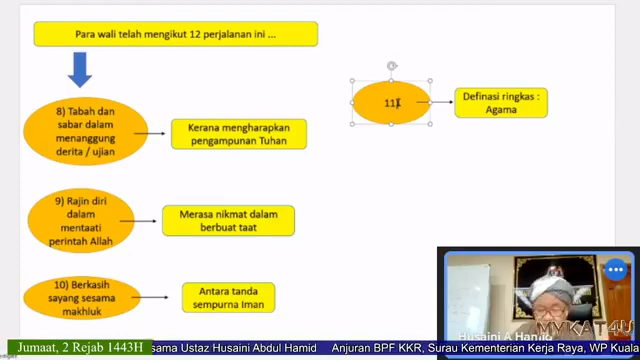 Para wali telah mengikut 12 perjalanan ini ...
8) Tabah dan
sabar dalam
menanggung
derita / ujian
Kerana mengharapkan
pengampunan Tuhan
9) Rajin diri
dalam
mentaati
perintah Allah
Merasa nikmat dalam
berbuat taat
10) Berkasih
sayang sesama
makhluk
Antara tanda
sempurna Iman
11)
Definasi ringkas :
Agama
Husaini A Hamid
MYKAT4U
Jumaat, 2 Rejab 1443H
sama Ustaz Husaini Abdul Hamid Anjuran BPF KKR, Surau Kementerian Kerja Raya, WP Kuala